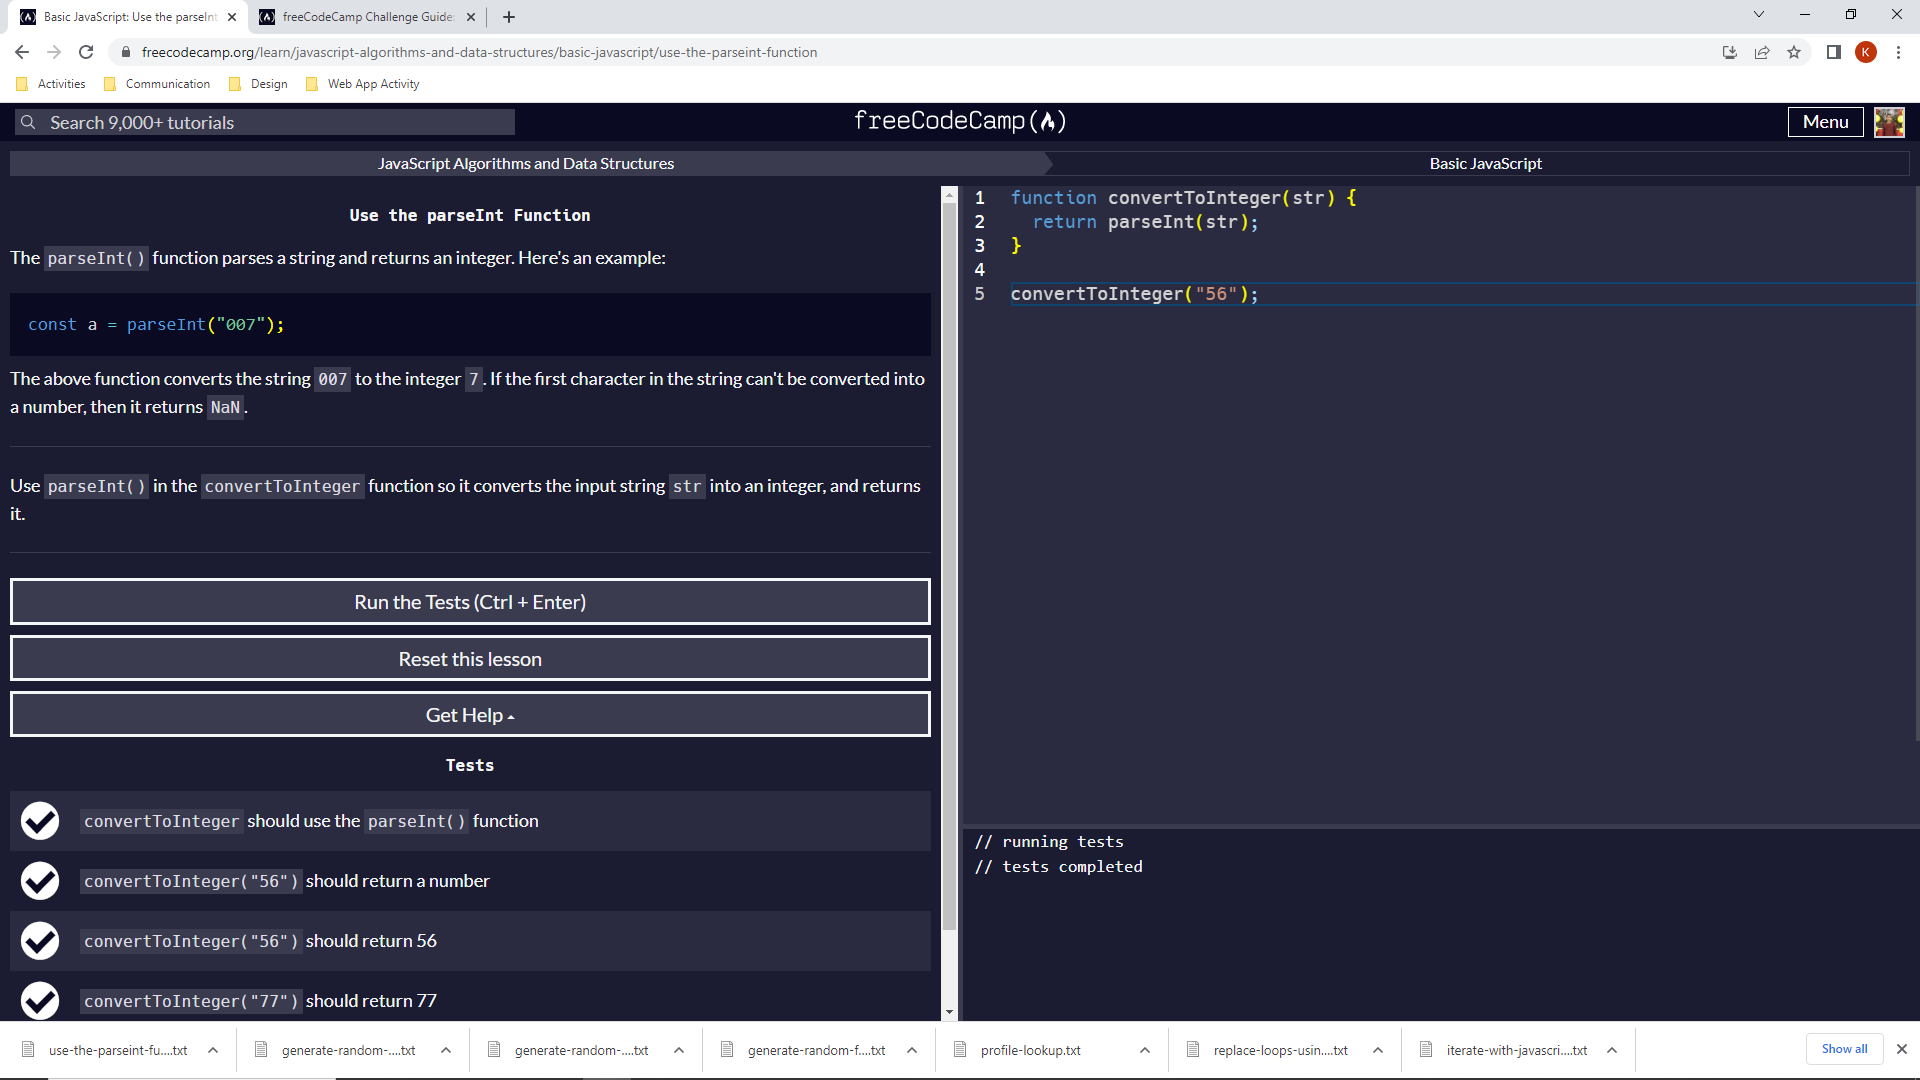 Basic JavaScript: Use the parseInt
freeCodeCamp Challenge Guide:
freecodecamp.org/learn/javascript-algorithms-and-data-structures/basic-javascript/use-the-parseint-function
K
Activities
Communication
Design
Web App Activity
Search 9,000+ tutorials
freeCodeCamp
Menu
JavaScript Algorithms and Data Structures
Basic JavaScript
Use the parseInt Function
The parseInt() function parses a string and returns an integer. Here's an example:
const a = parseInt("007");
The above function converts the string 007 to the integer 7. If the first character in the string can't be converted into
a number, then it returns NaN.
Use parseInt() in the convertToInteger function so it converts the input string str into an integer, and returns
it.
Run the Tests (Ctrl + Enter)
Reset this lesson
Get Help
Tests
convertToInteger should use the parseInt() function
convertToInteger("56") should return a number
convertToInteger("56") should return 56
convertToInteger("77") should return 77
1 function convertToInteger(str) {
2 return parseInt(str);
3 }
4
5 convertToInteger("56");
// running tests
// tests completed
use-the-parseint-fu....txt
generate-random-....txt
generate-random-....txt
generate-random-f....txt
profile-lookup.txt
replace-loops-usin....txt
iterate-with-javascri....txt
Show all